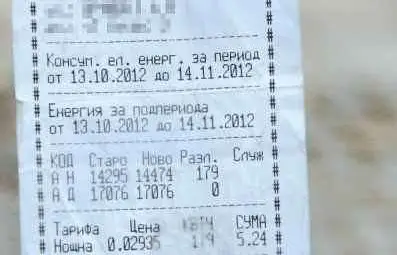 Консум. ел. енерг. за период
от 13.10.2012 до 14.11.2012
Енергия за подпериода
от 13.10.2012 до 14.11.2012
КОД Старо Ново Разл. Служ
А Н 14295 14474 179
А Д 17076 17076 0
Тарифа Цена СУМА
Нощна 0.02935 5.24